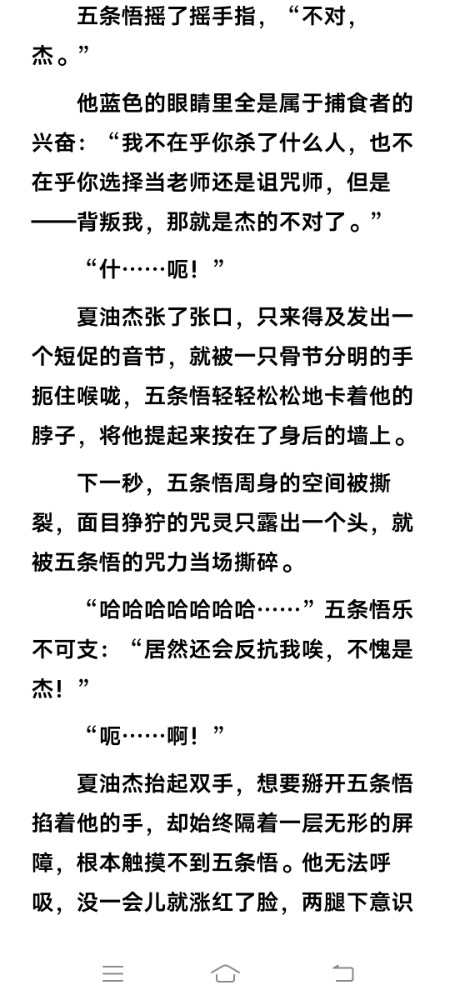 五条悟摇了摇手指，“不对，
杰。”
他蓝色的眼睛里全是属于捕食者的
兴奋：“我不在乎你杀了什么人，也不
在乎你选择当老师还是诅咒师，但是
——背叛我，那就是杰的不对了。”
“什……呃！”
夏油杰张了张口，只来得及发出一
个短促的音节，就被一只骨节分明的手
扼住喉咙，五条悟轻轻松松地卡着他的
脖子，将他提起来按在了身后的墙上。
下一秒，五条悟周身的空间被撕
裂，面目狰狞的咒灵只露出一个头，就
被五条悟的咒力当场撕碎。
“哈哈哈哈哈哈哈……”五条悟乐
不可支：“居然还会反抗我唉，不愧是
杰！”
“呃……啊！”
夏油杰抬起双手，想要掰开五条悟
掐着他的手，却始终隔着一层无形的屏
障，根本触摸不到五条悟。他无法呼
吸，没一会儿就涨红了脸，两腿下意识